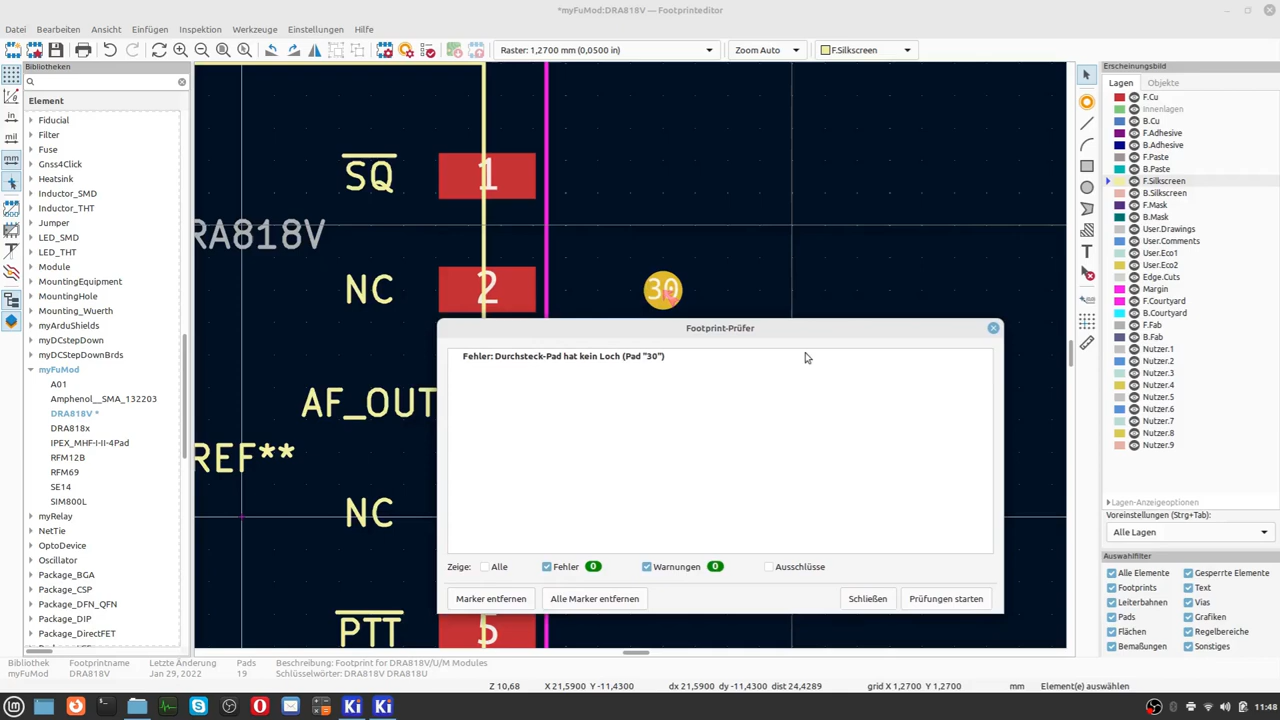 *myFuMod:DRA818V — Footprinteditor
Datei Bearbeiten Ansicht Einfügen Inspektion Werkzeuge Einstellungen Hilfe
Raster: 1,2700 mm (0,0500 in) Zoom Auto F.Silkscreen
Bibliotheken
Element
Fiducial
Filter
Fuse
Gnss4Click
Heatsink
Inductor_SMD
Inductor_THT
Jumper
LED_SMD
LED_THT
Module
MountingEquipment
MountingHole
Mounting_Wuerth
myArduShields
myDCstepDown
myDCStepDownBrds
myFuMod
A01
Amphenol__SMA_132203
DRA818V *
DRA818x
IPEX_MHF-I-II-4Pad
RFM12B
RFM69
SE14
SIM800L
myRelay
NetTie
OptoDevice
Oscillator
Package_BGA
Package_CSP
Package_DFN_QFN
Package_DIP
Package_DirectFET
in
mil
mm
SQ 1
RA818V
NC 2 30
AF_OUT
REF**
NC
PTT 5
Footprint-Prüfer
Fehler: Durchsteck-Pad hat kein Loch (Pad "30")
Zeige: Alle Fehler 0 Warnungen 0 Ausschlüsse
Marker entfernen Alle Marker entfernen Schließen Prüfungen starten
Erscheinungsbild
Lagen Objekte
F.Cu
Innenlagen
B.Cu
F.Adhesive
B.Adhesive
F.Paste
B.Paste
F.Silkscreen
B.Silkscreen
F.Mask
B.Mask
User.Drawings
User.Comments
User.Eco1
User.Eco2
Edge.Cuts
Margin
F.Courtyard
B.Courtyard
F.Fab
B.Fab
Nutzer.1
Nutzer.2
Nutzer.3
Nutzer.4
Nutzer.5
Nutzer.6
Nutzer.7
Nutzer.8
Nutzer.9
Lagen-Anzeigeoptionen
Voreinstellungen (Strg+Tab):
Alle Lagen
Auswahlfilter
Alle Elemente Gesperrte Elemente
Footprints Text
Leiterbahnen Vias
Pads Grafiken
Flächen Regelbereiche
Bemaßungen Sonstiges
Bibliothek Footprintname Letzte Änderung Pads Beschreibung: Footprint for DRA818V/U/M Modules
myFuMod DRA818V Jan 29, 2022 19 Schlüsselwörter: DRA818V DRA818U
Z 10,68 X 21,5900 Y -11,4300 dx 21,5900 dy -11,4300 dist 24,4289 grid X 1,2700 Y 1,2700 mm Element(e) auswählen
11:48